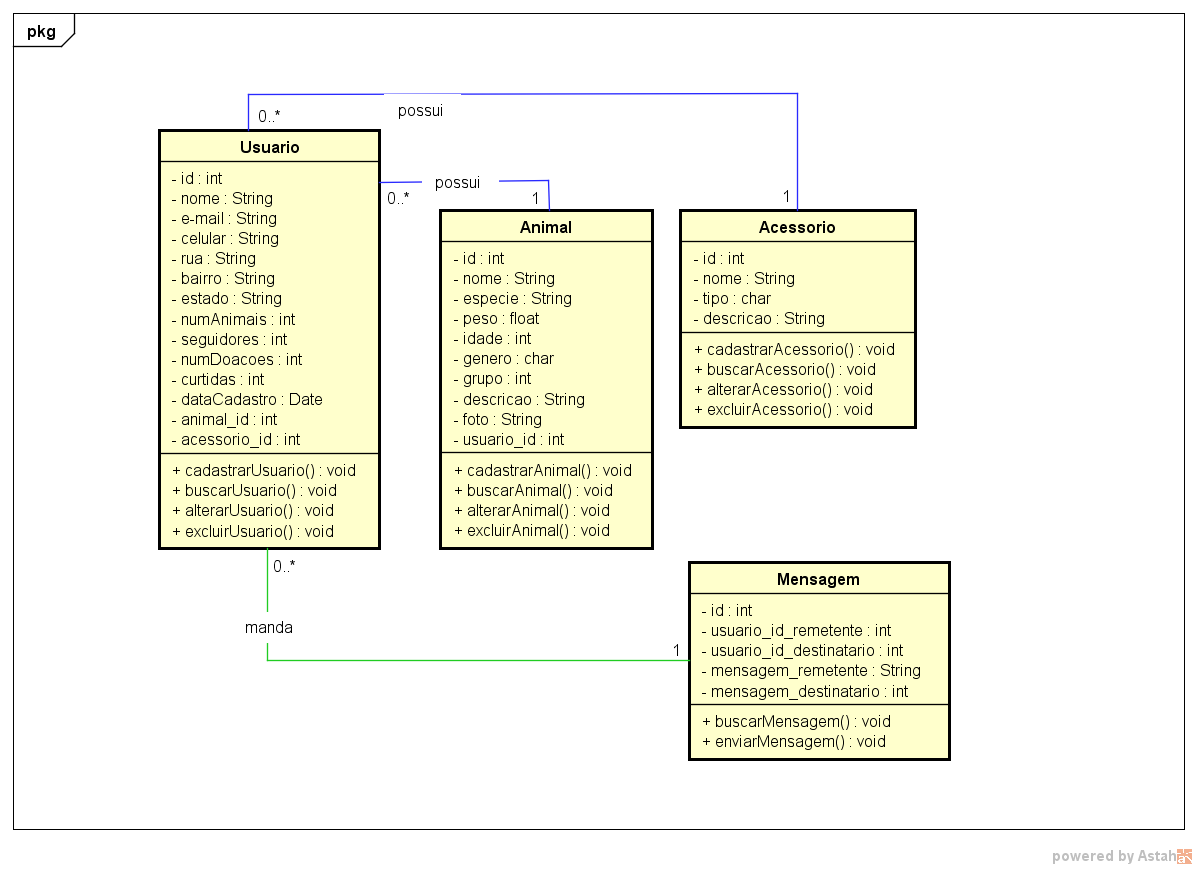 pkg
possui
0..*
Usuario
- id : int
- nome : String
- e-mail : String
- celular : String
- rua : String
- bairro : String
- estado : String
- numAnimais : int
- seguidores : int
- numDoacoes : int
- curtidas : int
- dataCadastro : Date
- animal_id : int
- acessorio_id : int
+ cadastrarUsuario() : void
+ buscarUsuario() : void
+ alterarUsuario() : void
+ excluirUsuario() : void
possui
0..*
1
Animal
- id : int
- nome : String
- especie : String
- peso : float
- idade : int
- genero : char
- grupo : int
- descricao : String
- foto : String
- usuario_id : int
+ cadastrarAnimal() : void
+ buscarAnimal() : void
+ alterarAnimal() : void
+ excluirAnimal() : void
1
Acessorio
- id : int
- nome : String
- tipo : char
- descricao : String
+ cadastrarAcessorio() : void
+ buscarAcessorio() : void
+ alterarAcessorio() : void
+ excluirAcessorio() : void
0..*
manda
1
Mensagem
- id : int
- usuario_id_remetente : int
- usuario_id_destinatario : int
- mensagem_remetente : String
- mensagem_destinatario : int
+ buscarMensagem() : void
+ enviarMensagem() : void
powered by Astah